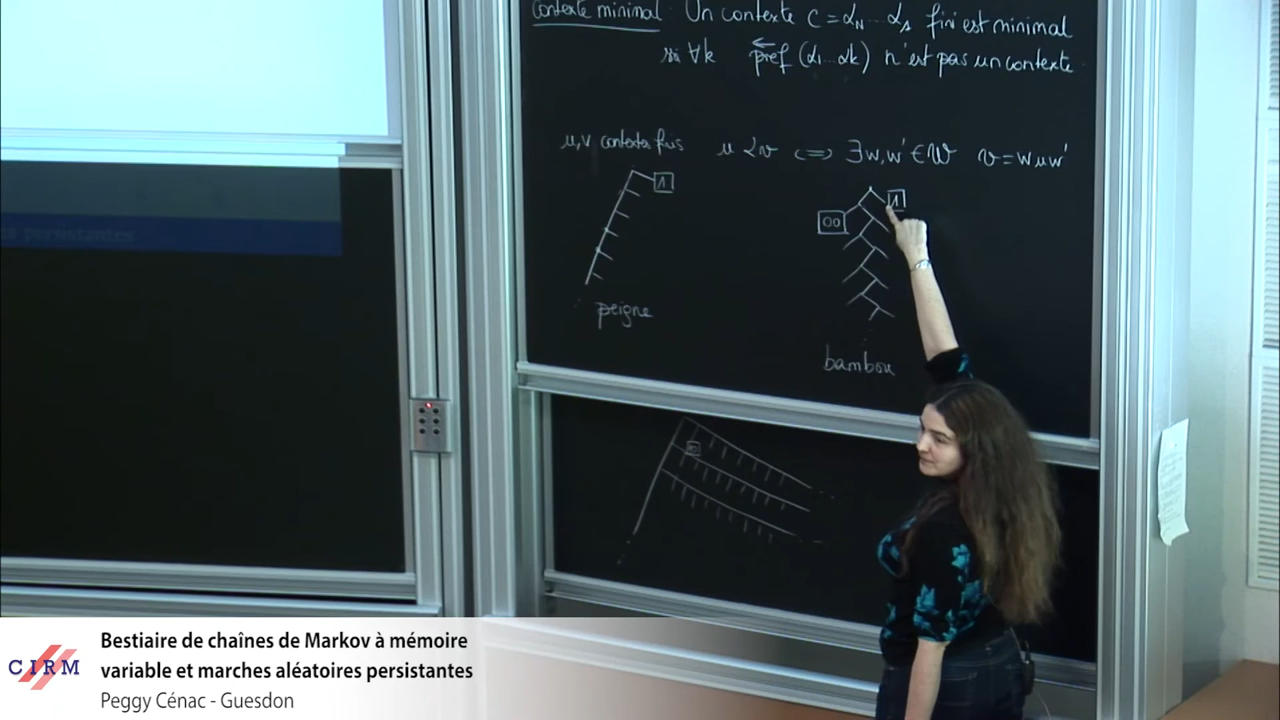 Contexte minimal. Un contexte c = α_N … α_1 fini est minimal
si ∀k pref (α_1 … α_k) n'est pas un contexte
u, v contextes finis u ≺ v ⟺ ∃ w, w' ∈ W v = w u w'
1
1
00
peigne
bambou
persistantes
CIRM
Bestiaire de chaînes de Markov à mémoire
variable et marches aléatoires persistantes
Peggy Cénac - Guesdon